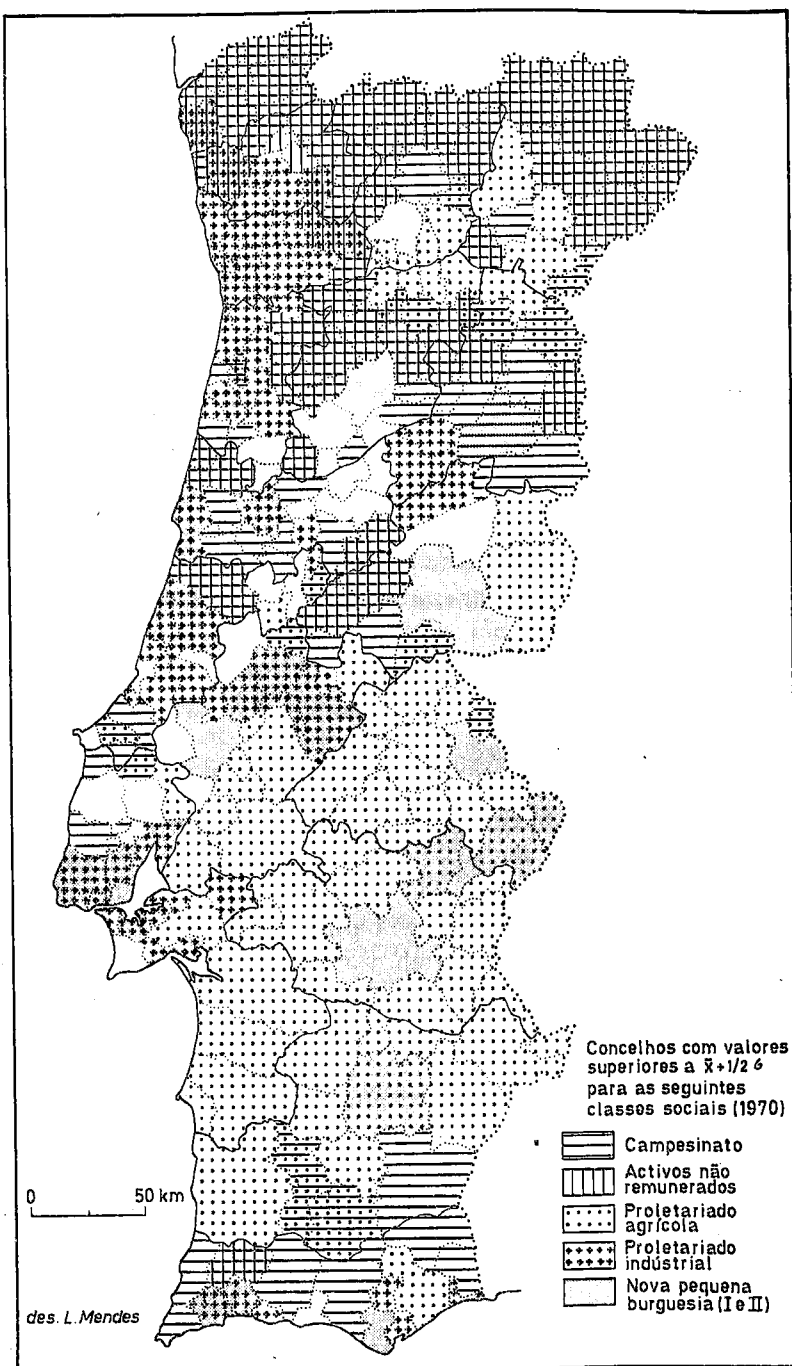 Concelhos com valores
superiores a x̄+1/2 б
para as seguintes
classes sociais (1970)
Campesinato
Activos não
remunerados
Proletariado
agrícola
Proletariado
indústrial
Nova pequena
burguesia (I e II)
0 50 km
des. L. Mendes